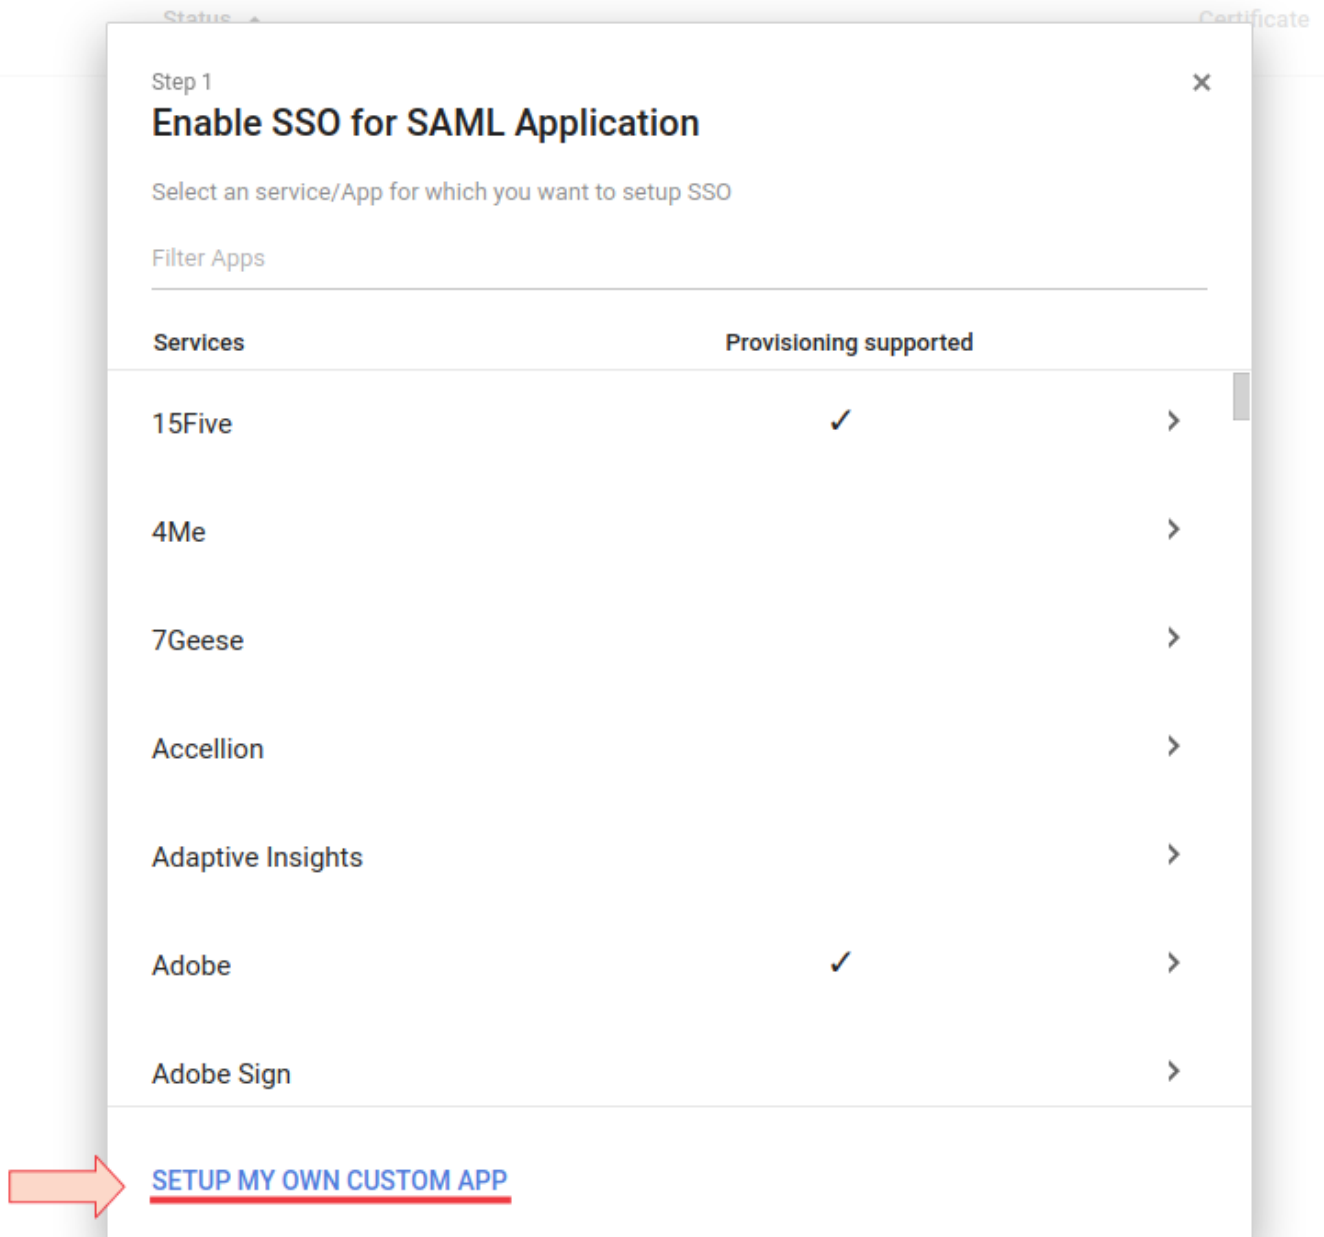 Status
Certificate
Step 1
Enable SSO for SAML Application
Select an service/App for which you want to setup SSO
Filter Apps
Services Provisioning supported
15Five ✓
4Me
7Geese
Accellion
Adaptive Insights
Adobe ✓
Adobe Sign
SETUP MY OWN CUSTOM APP